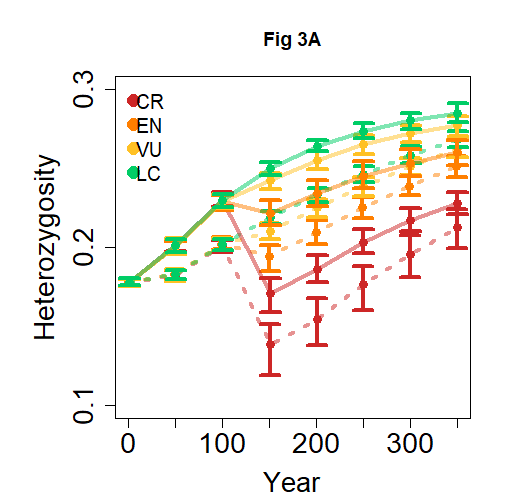 Fig 3A
CR
EN
VU
LC
Heterozygosity
0.3
0.2
0.1
0 100 200 300
Year